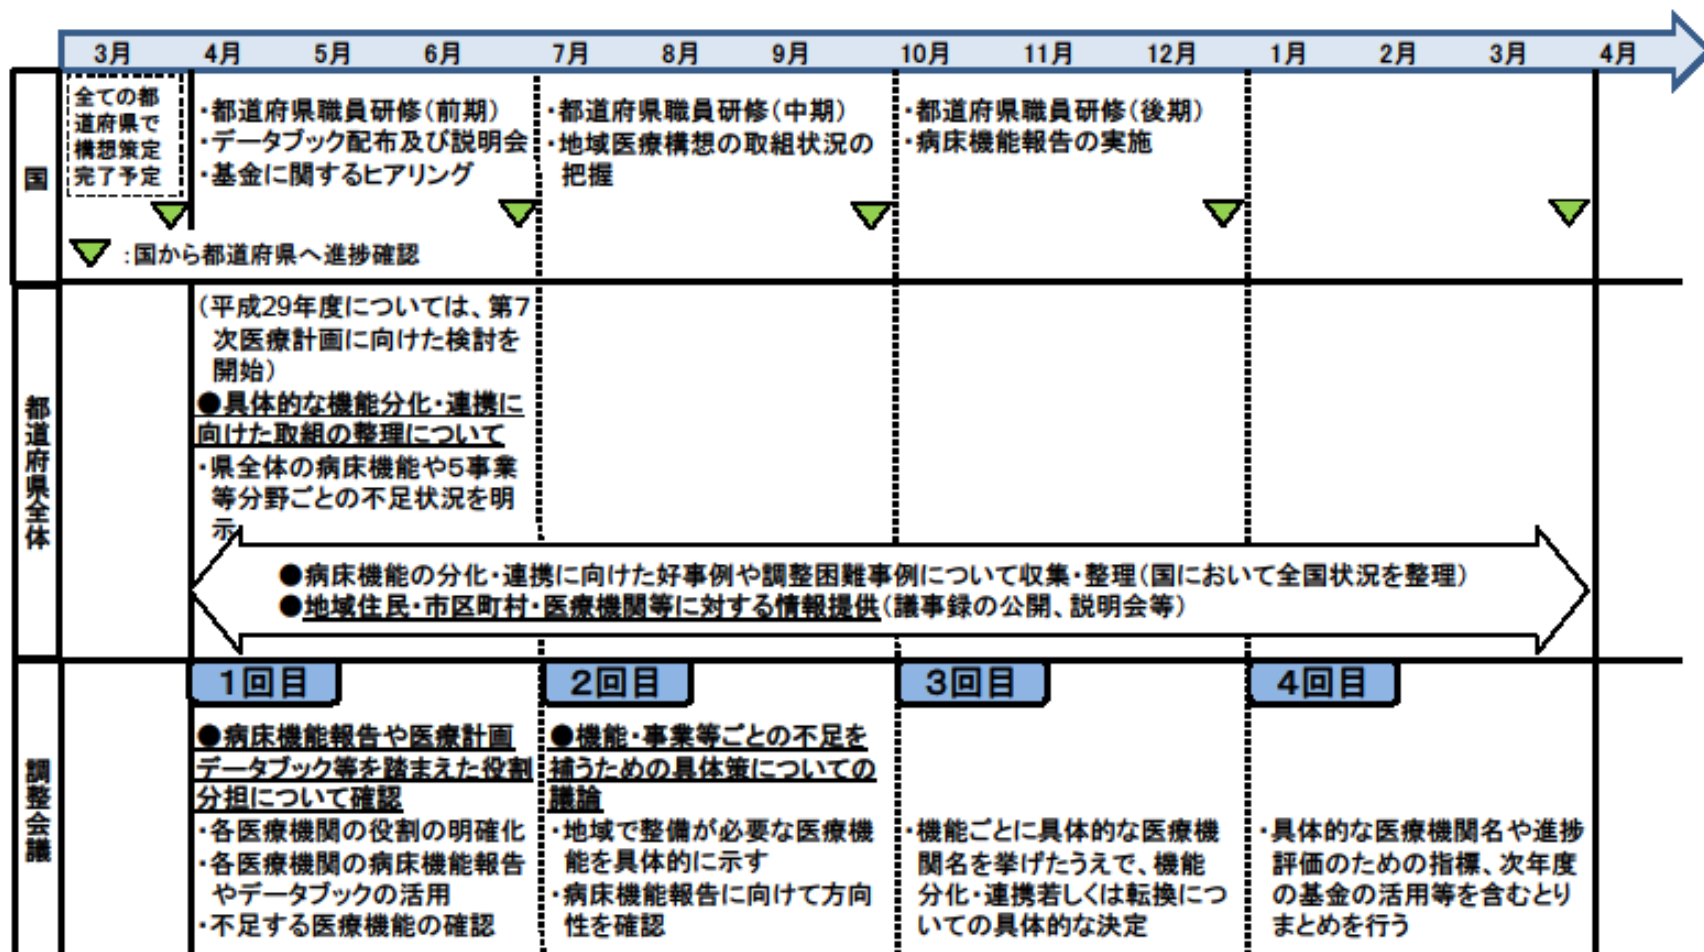 3月 4月 5月 6月 7月 8月 9月 10月 11月 12月 1月 2月 3月 4月
国
全ての都
道府県で
構想策定
完了予定
・都道府県職員研修(前期)
・データブック配布及び説明会
・基金に関するヒアリング
・都道府県職員研修(中期)
・地域医療構想の取組状況の
把握
・都道府県職員研修(後期)
・病床機能報告の実施
:国から都道府県へ進捗確認
都道府県全体
(平成29年度については、第7
次医療計画に向けた検討を
開始)
●具体的な機能分化・連携に
向けた取組の整理について
・県全体の病床機能や5事業
等分野ごとの不足状況を明
示
●病床機能の分化・連携に向けた好事例や調整困難事例について収集・整理(国において全国状況を整理)
●地域住民・市区町村・医療機関等に対する情報提供(議事録の公開、説明会等)
調整会議
1回目
●病床機能報告や医療計画
データブック等を踏まえた役割
分担について確認
・各医療機関の役割の明確化
・各医療機関の病床機能報告
やデータブックの活用
・不足する医療機能の確認
2回目
●機能・事業等ごとの不足を
補うための具体策についての
議論
・地域で整備が必要な医療機
能を具体的に示す
・病床機能報告に向けて方向
性を確認
3回目
・機能ごとに具体的な医療機
関名を挙げたうえで、機能
分化・連携若しくは転換につ
いての具体的な決定
4回目
・具体的な医療機関名や進捗
評価のための指標、次年度
の基金の活用等を含むとり
まとめを行う